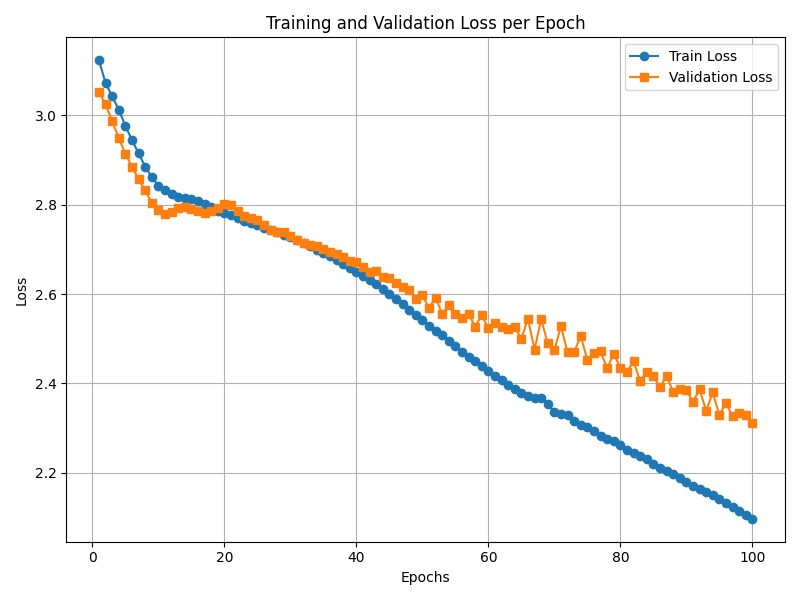 Training and Validation Loss per Epoch
Train Loss
Validation Loss
3.0
2.8
2.6
2.4
2.2
Loss
0 20 40 60 80 100
Epochs